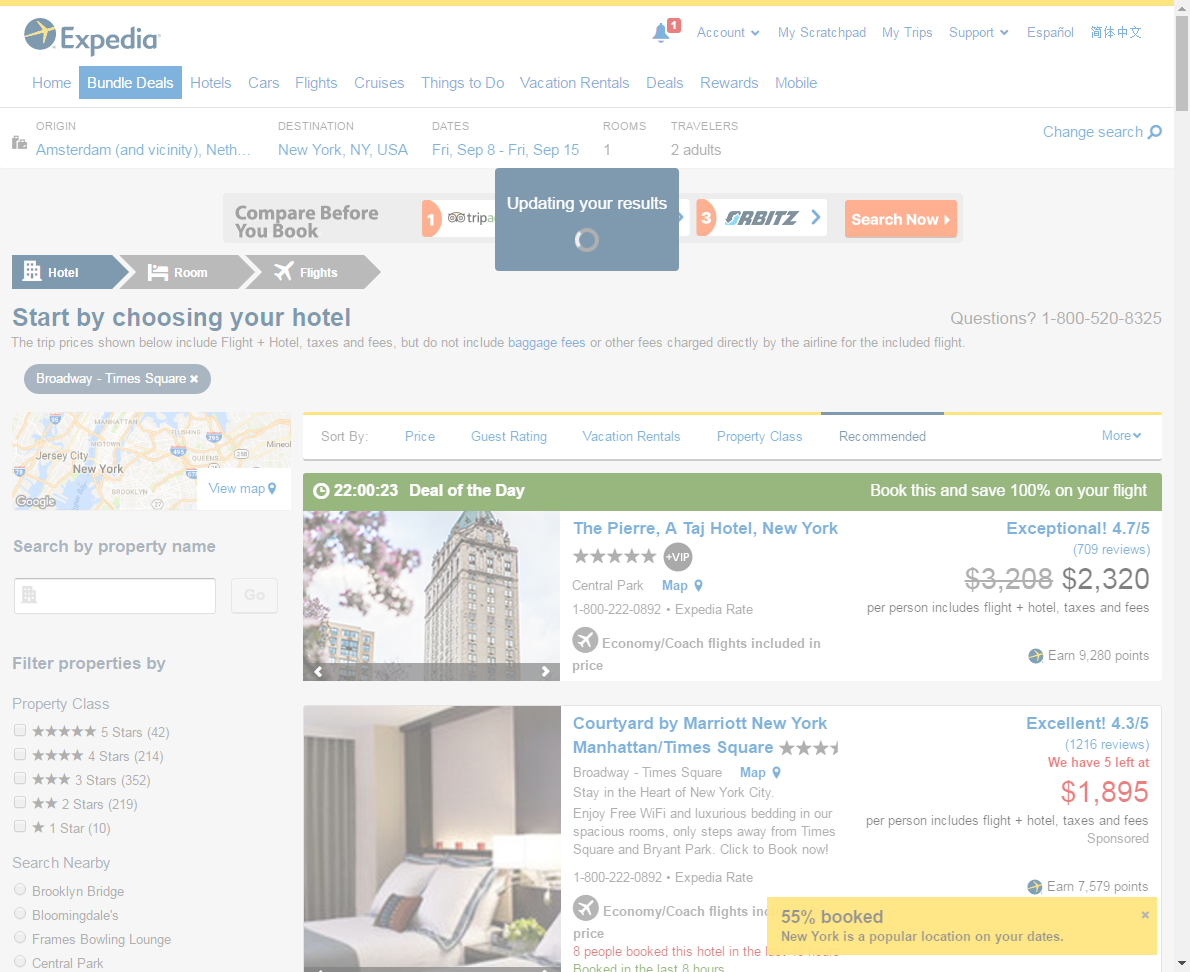 Expedia
1
Account
My Scratchpad
My Trips
Support
Español
简体中文
Home
Bundle Deals
Hotels
Cars
Flights
Cruises
Things to Do
Vacation Rentals
Deals
Rewards
Mobile
ORIGIN
DESTINATION
DATES
ROOMS
TRAVELERS
Amsterdam (and vicinity), Neth...
New York, NY, USA
Fri, Sep 8 - Fri, Sep 15
1
2 adults
Change search
Updating your results
Compare Before
You Book
1
3
ORBITZ
Search Now
Hotel
Room
Flights
Start by choosing your hotel
Questions? 1-800-520-8325
The trip prices shown below include Flight + Hotel, taxes and fees, but do not include baggage fees or other fees charged directly by the airline for the included flight.
Broadway - Times Square ×
MANHATTAN
FLUSHING
MIDTOWN
Jersey City
New York
QUEENS
BROOKLYN
Google
View map
Sort By:
Price
Guest Rating
Vacation Rentals
Property Class
Recommended
More
22:00:23 Deal of the Day
Book this and save 100% on your flight
Search by property name
Go
The Pierre, A Taj Hotel, New York
+VIP
Central Park
Map
1-800-222-0892 • Expedia Rate
Economy/Coach flights included in
price
Exceptional! 4.7/5
(709 reviews)
$3,208 $2,320
per person includes flight + hotel, taxes and fees
Earn 9,280 points
Filter properties by
Property Class
5 Stars (42)
4 Stars (214)
3 Stars (352)
2 Stars (219)
1 Star (10)
Search Nearby
Brooklyn Bridge
Bloomingdale's
Frames Bowling Lounge
Central Park
Courtyard by Marriott New York
Manhattan/Times Square
Broadway - Times Square
Map
Stay in the Heart of New York City.
Enjoy Free WiFi and luxurious bedding in our
spacious rooms, only steps away from Times
Square and Bryant Park. Click to Book now!
1-800-222-0892 • Expedia Rate
Economy/Coach flights
price
8 people booked this hotel in the
Booked in the last 8 hours
Excellent! 4.3/5
(1216 reviews)
We have 5 left at
$1,895
per person includes flight + hotel, taxes and fees
Sponsored
Earn 7,579 points
55% booked
×
New York is a popular location on your dates.